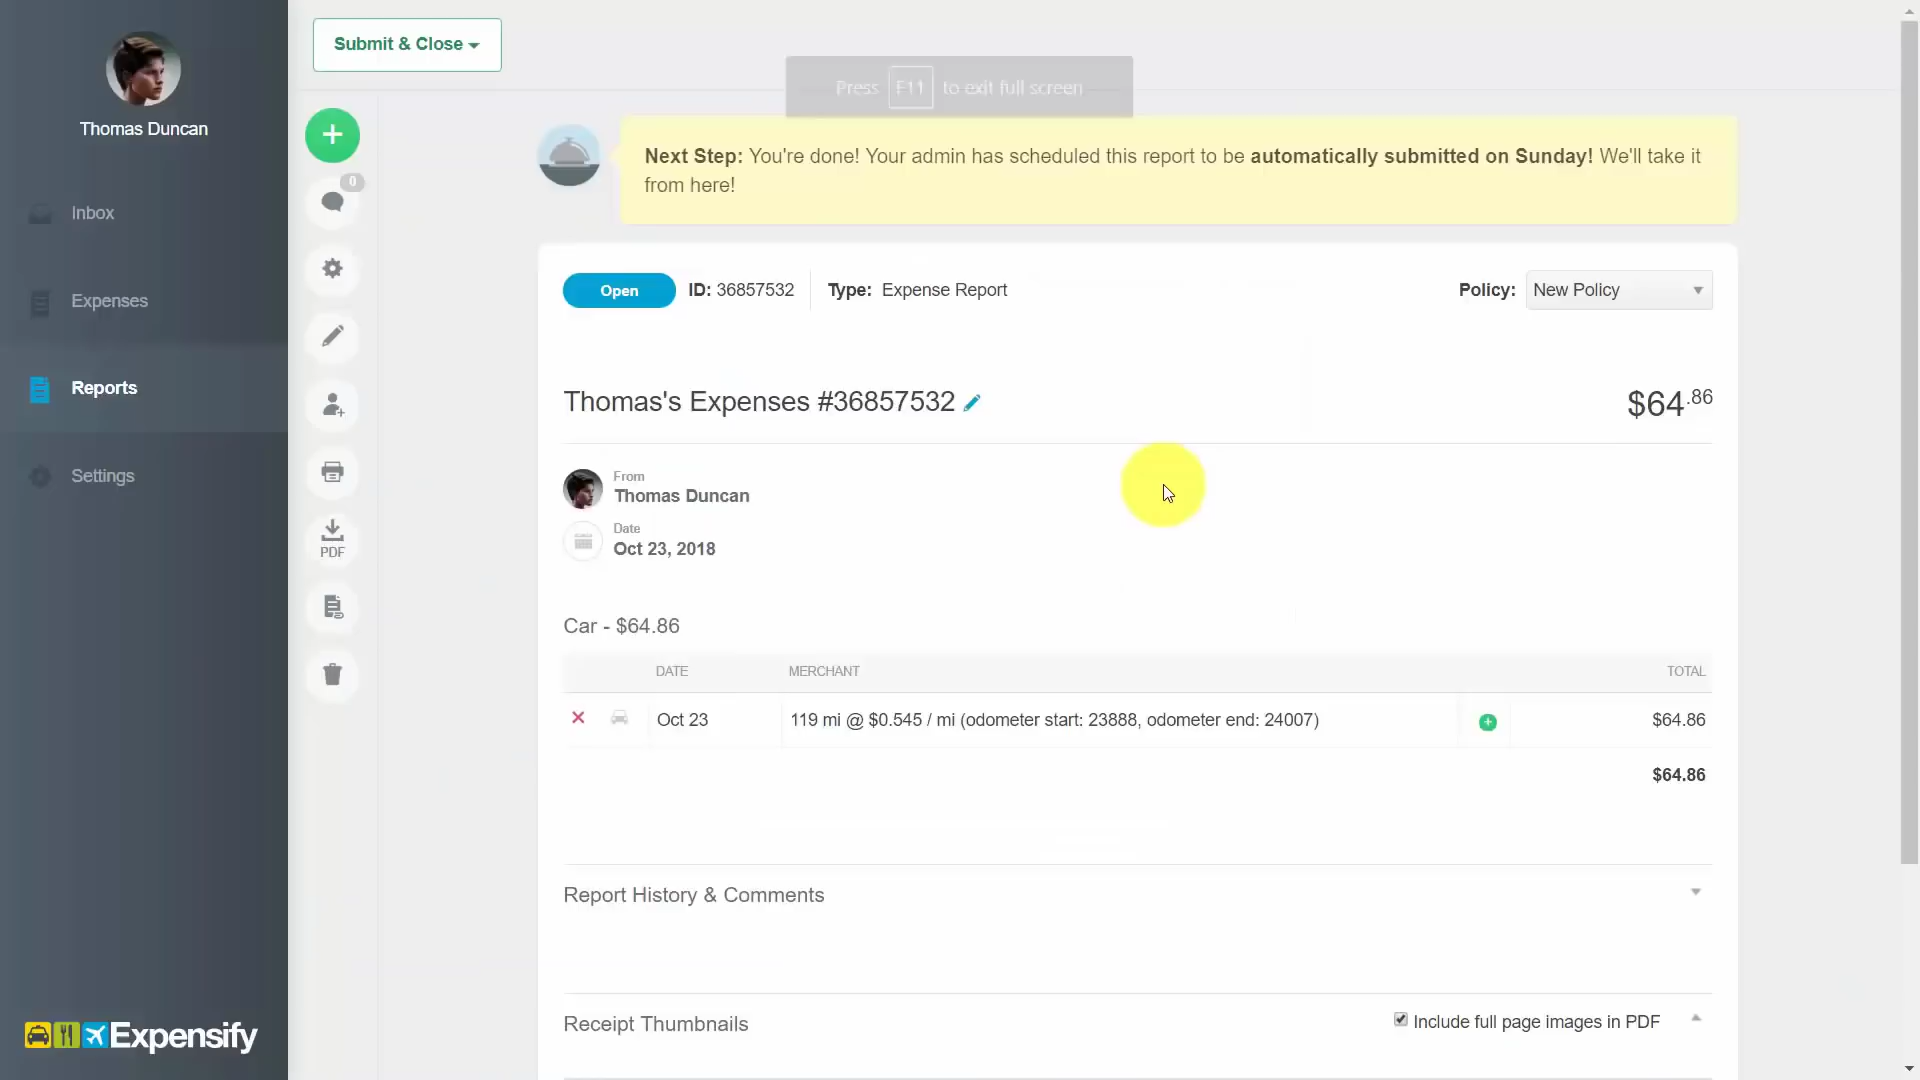 Thomas Duncan
Inbox
Expenses
Reports
Settings
Expensify
Submit & Close
0
PDF
Press F11 to exit full screen
Next Step: You're done! Your admin has scheduled this report to be automatically submitted on Sunday! We'll take it
from here!
Open ID: 36857532 Type: Expense Report Policy: New Policy
Thomas's Expenses #36857532 $64.86
From
Thomas Duncan
Date
Oct 23, 2018
Car - $64.86
DATE MERCHANT TOTAL
Oct 23 119 mi @ $0.545 / mi (odometer start: 23888, odometer end: 24007) $64.86
$64.86
Report History & Comments
Receipt Thumbnails Include full page images in PDF